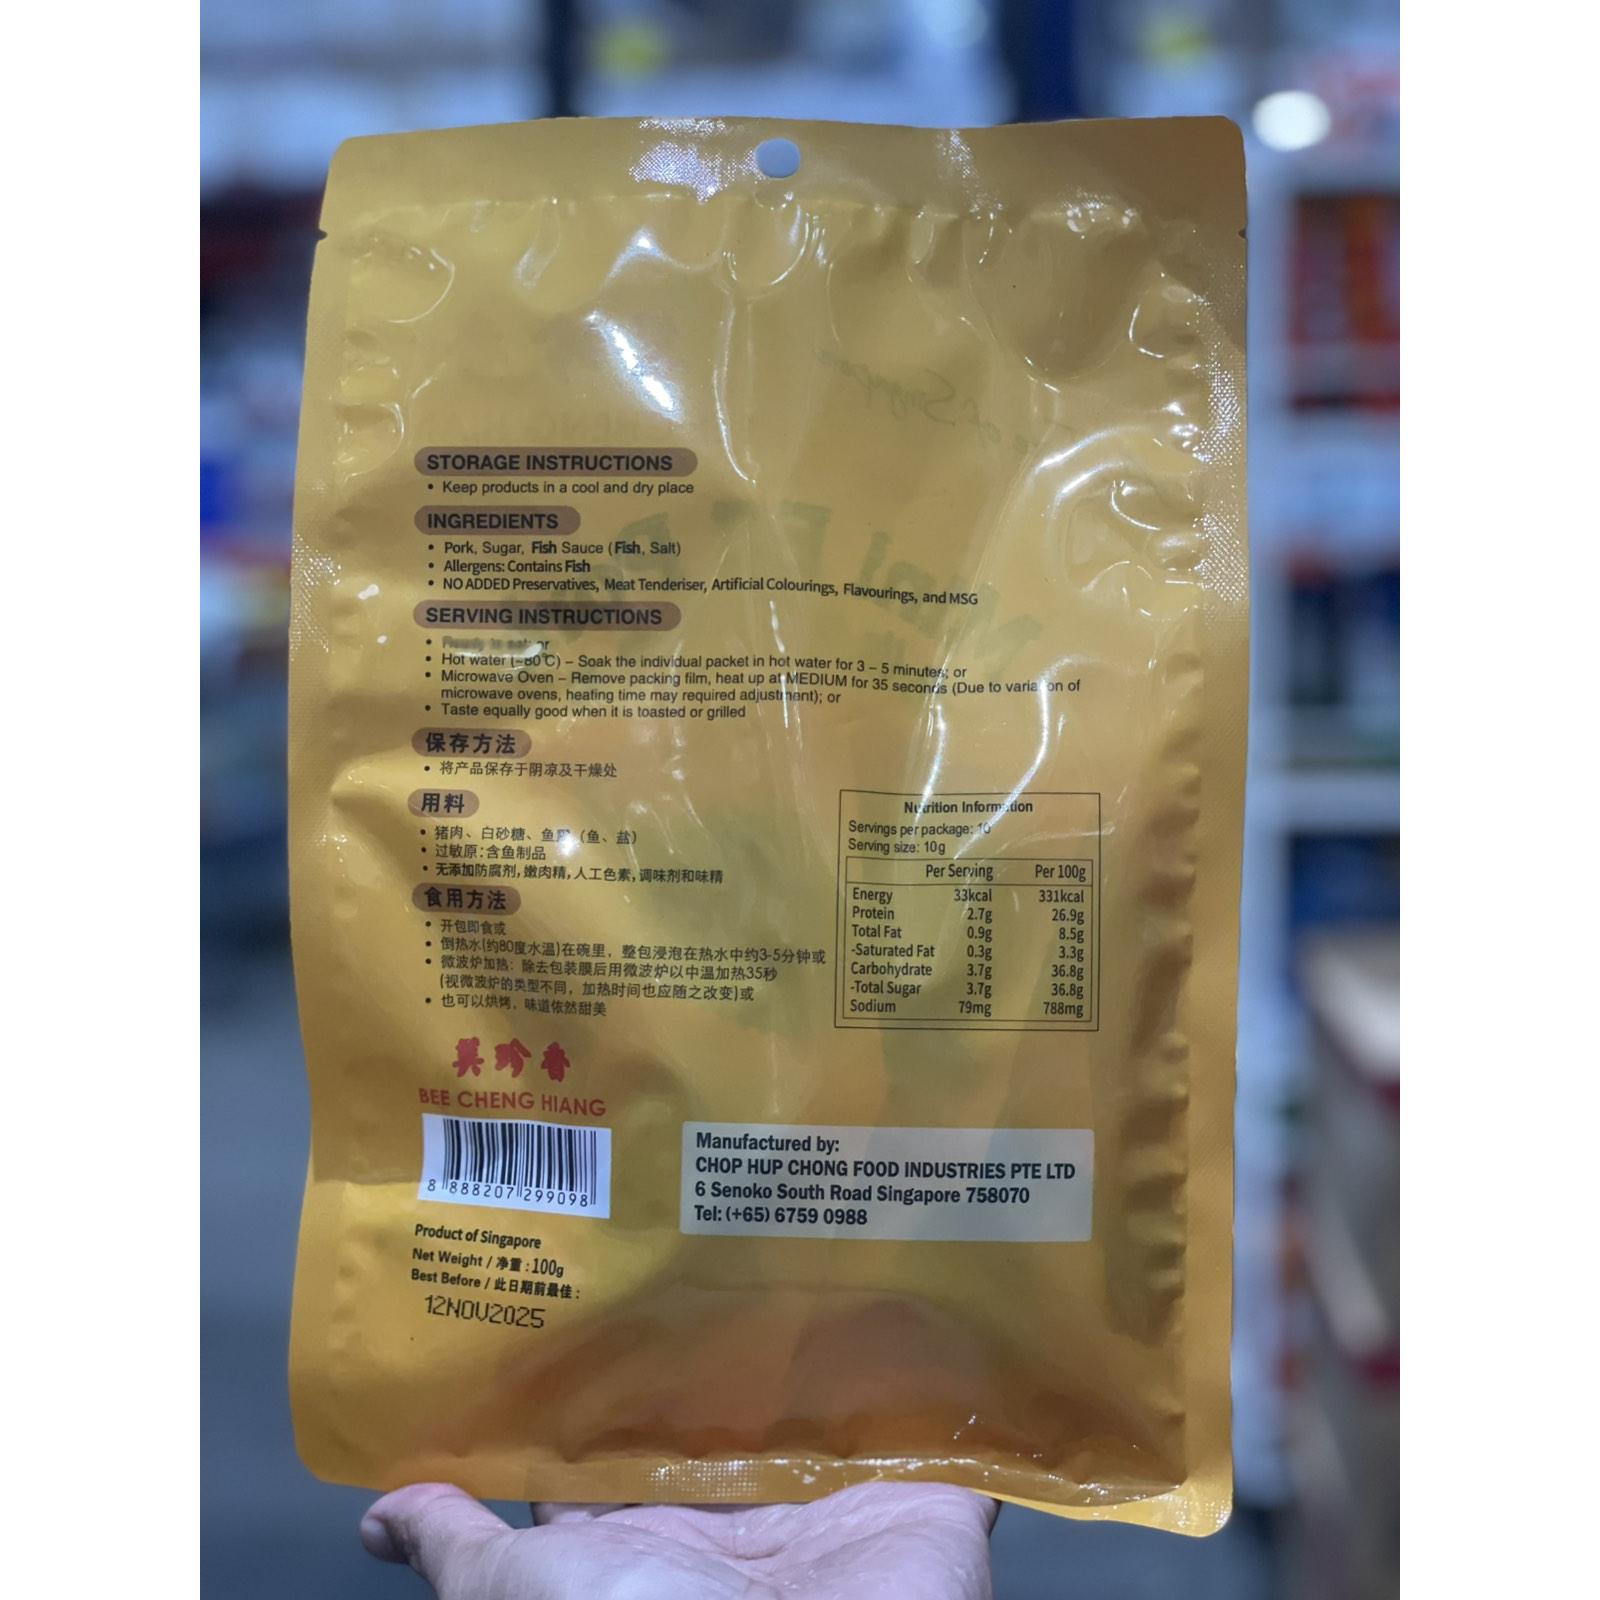 STORAGE INSTRUCTIONS
• Keep products in a cool and dry place
INGREDIENTS
• Pork, Sugar, Fish Sauce (Fish, Salt)
• Allergens: Contains Fish
• NO ADDED Preservatives, Meat Tenderiser, Artificial Colourings, Flavourings, and MSG
SERVING INSTRUCTIONS
• Ready to eat; or
• Hot water (~80℃) – Soak the individual packet in hot water for 3 – 5 minutes; or
• Microwave Oven – Remove packing film, heat up at MEDIUM for 35 seconds (Due to variation of
microwave ovens, heating time may required adjustment); or
• Taste equally good when it is toasted or grilled
保存方法
• 将产品保存于阴凉及干燥处
用料
• 猪肉、白砂糖、鱼（鱼、盐）
• 过敏原：含鱼制品
• 无添加防腐剂，嫩肉精，人工色素，调味剂和味精
食用方法
• 开包即食或
• 倒热水(约80度水温)在碗里，整包浸泡在热水中约3-5分钟或
• 微波炉加热：除去包装膜后用微波炉以中温加热35秒
(视微波炉的类型不同，加热时间也应随之改变)或
• 也可以烘烤，味道依然甜美
Nutrition Information
Servings per package: 10
Serving size: 10g
Per Serving Per 100g
Energy 33kcal 331kcal
Protein 2.7g 26.9g
Total Fat 0.9g 8.5g
-Saturated Fat 0.3g 3.3g
Carbohydrate 3.7g 36.8g
-Total Sugar 3.7g 36.8g
Sodium 79mg 788mg
美珍香
BEE CHENG HIANG
8 888207 299098
Manufactured by:
CHOP HUP CHONG FOOD INDUSTRIES PTE LTD
6 Senoko South Road Singapore 758070
Tel: (+65) 6759 0988
Product of Singapore
Net Weight / 净重 : 100g
Best Before / 此日期前最佳 :
12NOV2025